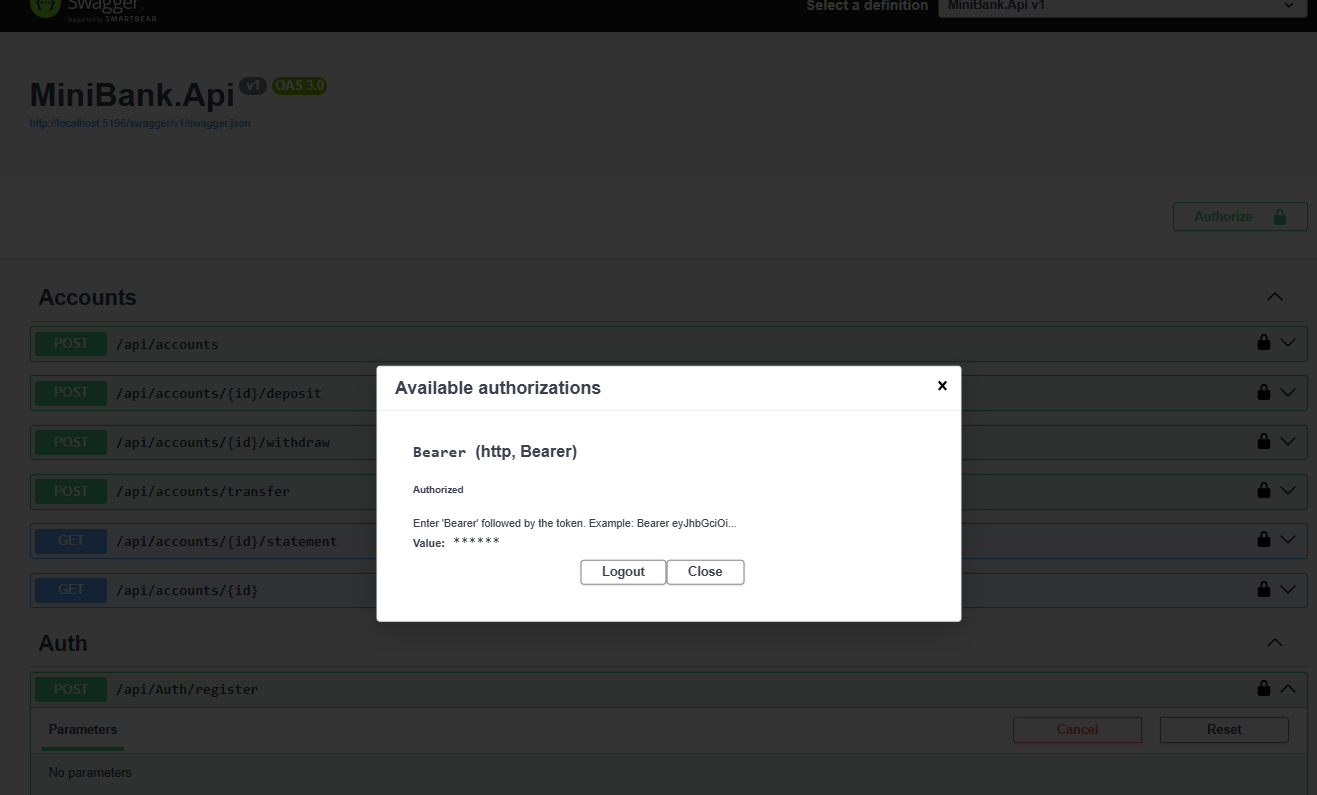 Swagger
Supported by SMARTBEAR
Select a definition
MiniBank.Api v1
MiniBank.Api v1 OAS 3.0
http://localhost:5196/swagger/v1/swagger.json
Authorize
Accounts
POST /api/accounts
POST /api/accounts/{id}/deposit
POST /api/accounts/{id}/withdraw
POST /api/accounts/transfer
GET /api/accounts/{id}/statement
GET /api/accounts/{id}
Available authorizations
Bearer (http, Bearer)
Authorized
Enter 'Bearer' followed by the token. Example: Bearer eyJhbGciOi...
Value: ******
Logout Close
Auth
POST /api/Auth/register
Parameters
Cancel Reset
No parameters